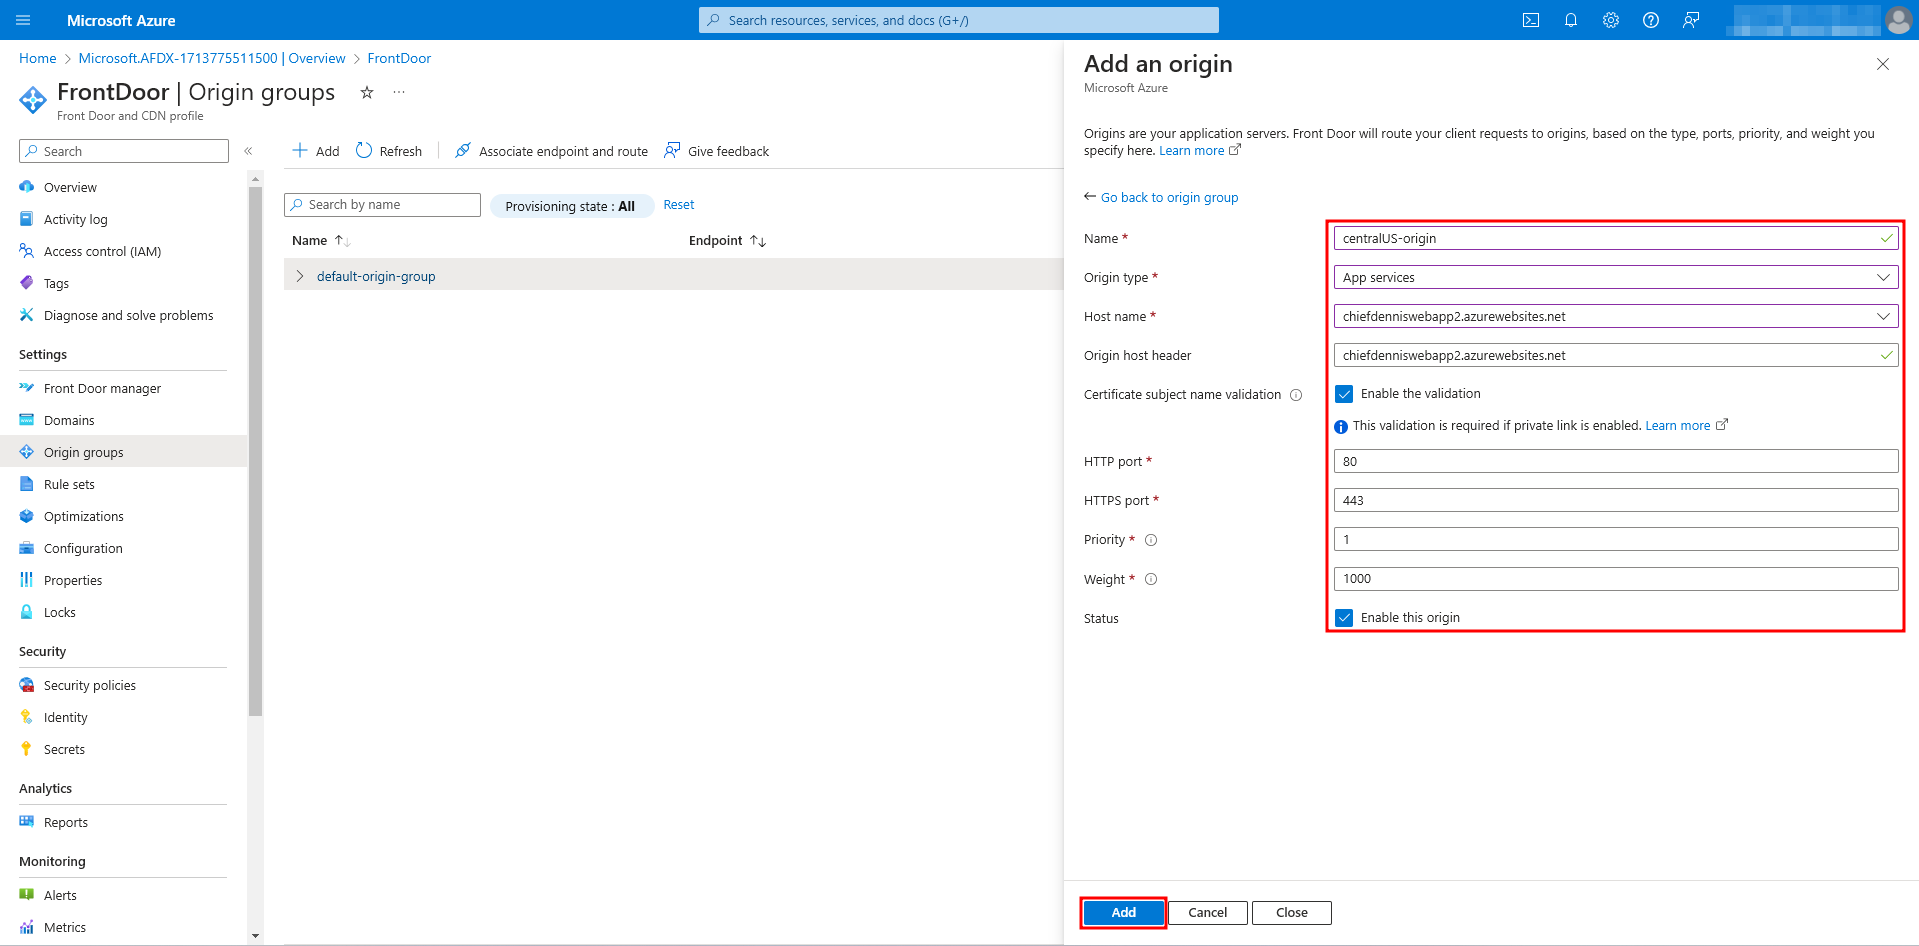 Microsoft Azure
Search resources, services, and docs (G+/)
Home > Microsoft.AFDX-1713775511500 | Overview > FrontDoor
FrontDoor | Origin groups
Front Door and CDN profile
Search
Overview
Activity log
Access control (IAM)
Tags
Diagnose and solve problems
Settings
Front Door manager
Domains
Origin groups
Rule sets
Optimizations
Configuration
Properties
Locks
Security
Security policies
Identity
Secrets
Analytics
Reports
Monitoring
Alerts
Metrics
Add Refresh Associate endpoint and route Give feedback
Search by name Provisioning state : All Reset
Name Endpoint
default-origin-group
Add an origin
Microsoft Azure
Origins are your application servers. Front Door will route your client requests to origins, based on the type, ports, priority, and weight you
specify here. Learn more
Go back to origin group
Name * centralUS-origin
Origin type * App services
Host name * chiefdenniswebapp2.azurewebsites.net
Origin host header chiefdenniswebapp2.azurewebsites.net
Certificate subject name validation Enable the validation
This validation is required if private link is enabled. Learn more
HTTP port * 80
HTTPS port * 443
Priority * 1
Weight * 1000
Status Enable this origin
Add Cancel Close